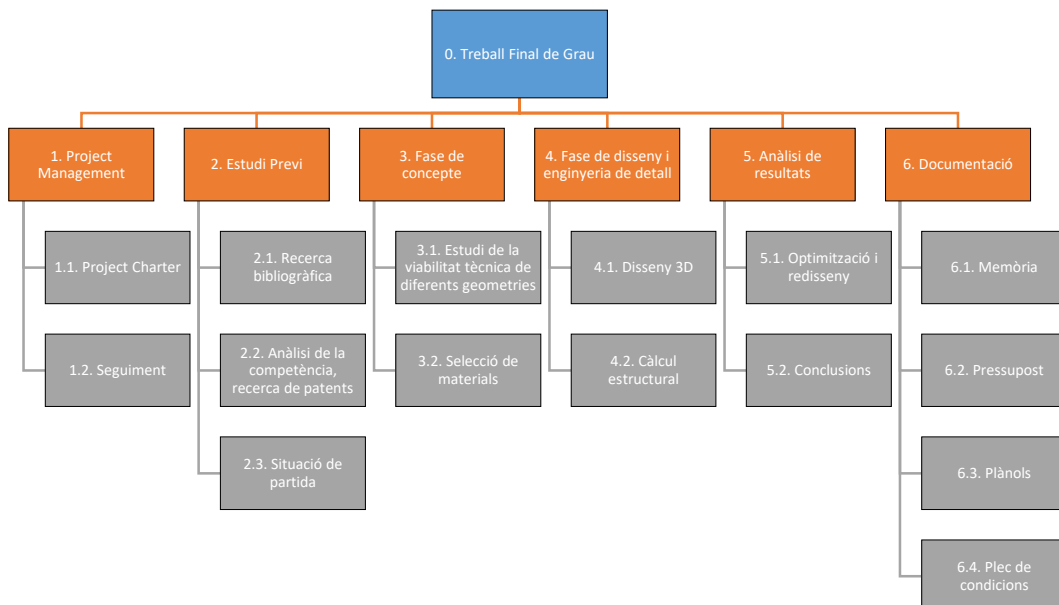 0. Treball Final de Grau
1. Project
Management
2. Estudi Previ
3. Fase de
concepte
4. Fase de disseny i
enginyeria de detall
5. Anàlisi de
resultats
6. Documentació
1.1. Project Charter
1.2. Seguiment
2.1. Recerca
bibliogràfica
2.2. Anàlisi de la
competència,
recerca de patents
2.3. Situació de
partida
3.1. Estudi de la
viabilitat tècnica de
diferents geometries
3.2. Selecció de
materials
4.1. Disseny 3D
4.2. Càlcul
estructural
5.1. Optimització i
redisseny
5.2. Conclusions
6.1. Memòria
6.2. Pressupost
6.3. Plànols
6.4. Plec de
condicions